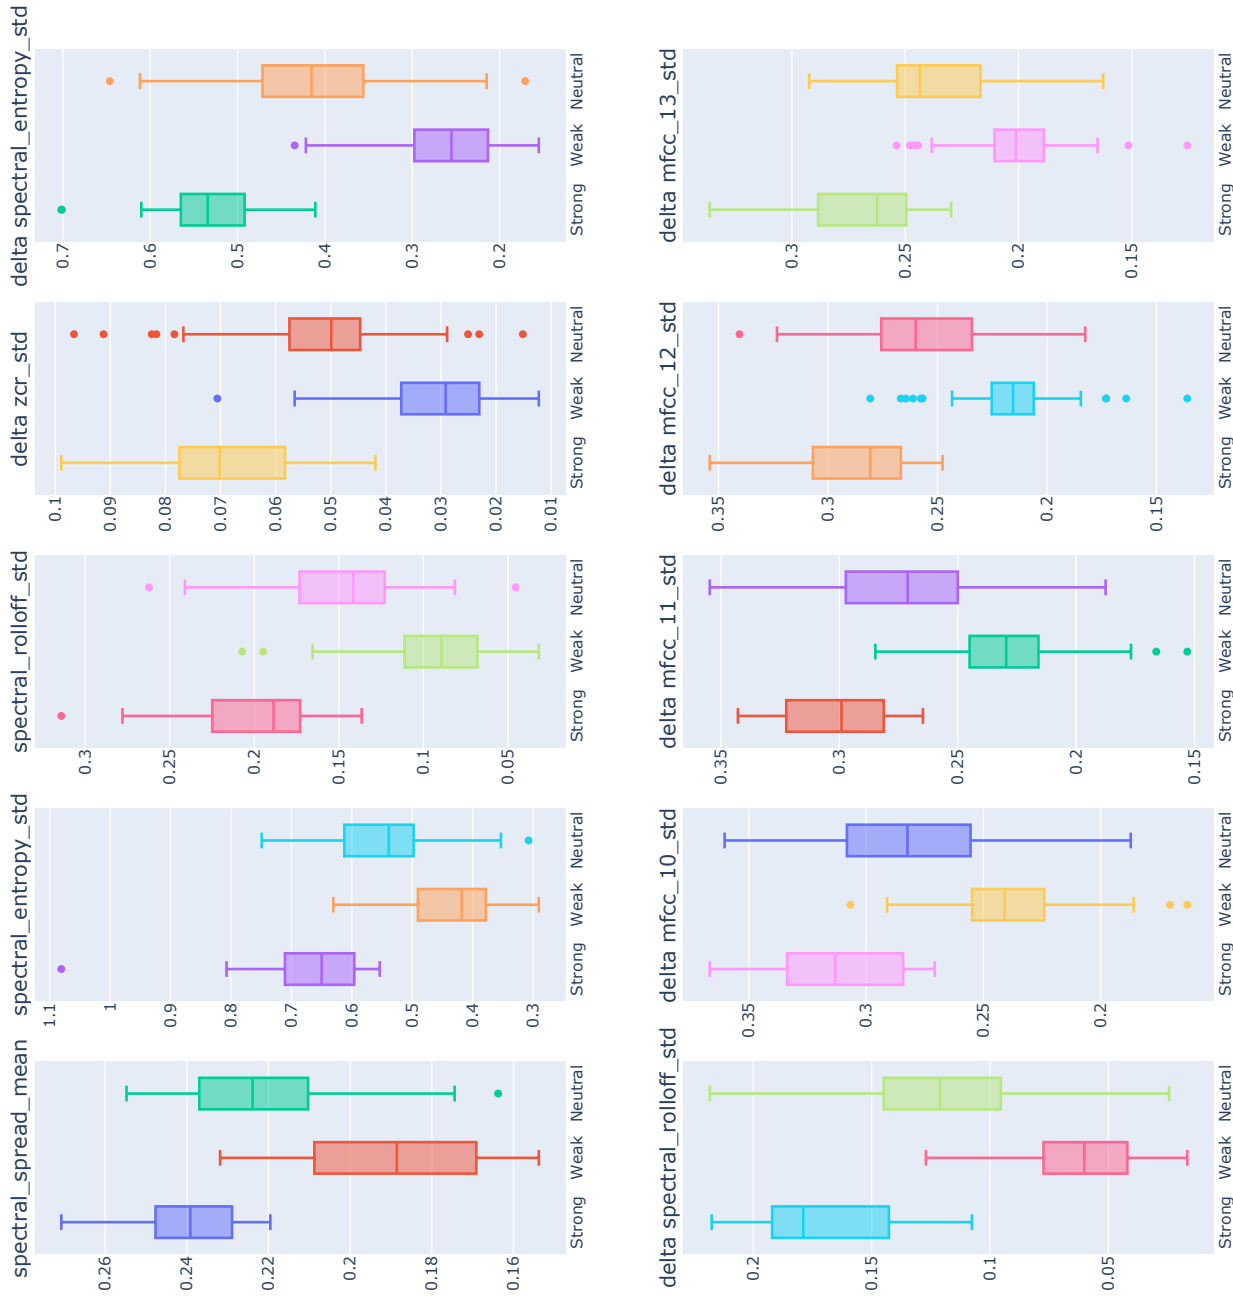 spectral_spread_mean
0.26
0.24
0.22
0.2
0.18
0.16
Strong Weak Neutral
spectral_entropy_std
1.1
1
0.9
0.8
0.7
0.6
0.5
0.4
0.3
Strong Weak Neutral
spectral_rolloff_std
0.3
0.25
0.2
0.15
0.1
0.05
Strong Weak Neutral
delta zcr_std
0.1
0.09
0.08
0.07
0.06
0.05
0.04
0.03
0.02
0.01
Strong Weak Neutral
delta spectral_entropy_std
0.7
0.6
0.5
0.4
0.3
0.2
Strong Weak Neutral
delta spectral_rolloff_std
0.2
0.15
0.1
0.05
Strong Weak Neutral
delta mfcc_10_std
0.35
0.3
0.25
0.2
Strong Weak Neutral
delta mfcc_11_std
0.35
0.3
0.25
0.2
0.15
Strong Weak Neutral
delta mfcc_12_std
0.35
0.3
0.25
0.2
0.15
Strong Weak Neutral
delta mfcc_13_std
0.3
0.25
0.2
0.15
Strong Weak Neutral